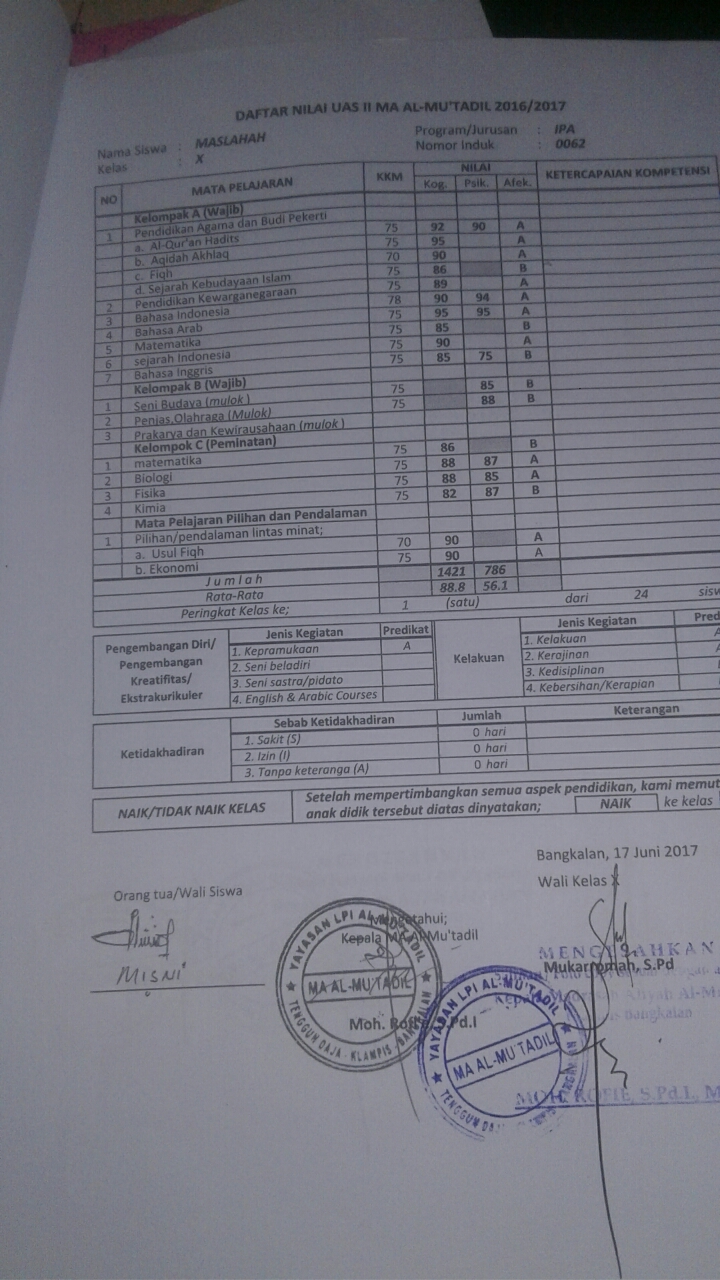 DAFTAR NILAI UAS II MA AL-MU'TADIL 2016/2017
Nama Siswa : MASLAHAH Program/Jurusan : IPA
Kelas : X Nomor Induk : 0062
NO MATA PELAJARAN KKM NILAI KETERCAPAIAN KOMPETENSI
Kog. Psik. Afek.
Kelompak A (Wajib)
1 Pendidikan Agama dan Budi Pekerti
a. Al-Qur'an Hadits 75 92 90 A
b. Aqidah Akhlaq 75 95 A
c. Fiqh 70 90 A
d. Sejarah Kebudayaan Islam 75 86 B
2 Pendidikan Kewarganegaraan 75 89 A
3 Bahasa Indonesia 78 90 94 A
4 Bahasa Arab 75 95 95 A
5 Matematika 75 85 B
6 sejarah Indonesia 75 90 A
7 Bahasa Inggris 75 85 75 B
Kelompak B (Wajib)
1 Seni Budaya (mulok) 75 85 B
2 Penjas,Olahraga (Mulok) 75 88 B
3 Prakarya dan Kewirausahaan (mulok)
Kelompok C (Peminatan)
1 matematika 75 86 B
2 Biologi 75 88 87 A
3 Fisika 75 88 85 A
4 Kimia 75 82 87 B
Mata Pelajaran Pilihan dan Pendalaman
1 Pilihan/pendalaman lintas minat;
a. Usul Fiqh 70 90 A
b. Ekonomi 75 90 A
Jumlah 1421 786
Rata-Rata 88.8 56.1
Peringkat Kelas ke; 1 (satu) dari 24 sisw
Pengembangan Diri/
Pengembangan
Kreatifitas/
Ekstrakurikuler
Jenis Kegiatan Predikat
1. Kepramukaan A
2. Seni beladiri
3. Seni sastra/pidato
4. English & Arabic Courses
Kelakuan
Jenis Kegiatan Pred
1. Kelakuan
2. Kerajinan
3. Kedisiplinan
4. Kebersihan/Kerapian
Ketidakhadiran
Sebab Ketidakhadiran Jumlah Keterangan
1. Sakit (S) 0 hari
2. Izin (I) 0 hari
3. Tanpa keteranga (A) 0 hari
NAIK/TIDAK NAIK KELAS
Setelah mempertimbangkan semua aspek pendidikan, kami memut
anak didik tersebut diatas dinyatakan; NAIK ke kelas
Bangkalan, 17 Juni 2017
Orang tua/Wali Siswa
Wali Kelas X
Mengetahui;
Kepala MA Al-Mu'tadil
MISNI
Moh. Rofie, S.Pd.I
Mukarromah, S.Pd
YAYASAN LPI AL-MU'TADIL
MA AL-MU'TADIL
TENGGUH DAJA - KLAMPIS - BANGKALAN
YAYASAN LPI AL-MU'TADIL
MA AL-MU'TADIL
MENGESAHKAN
Bangkalan
MOH. ROFIE, S.Pd.I., M